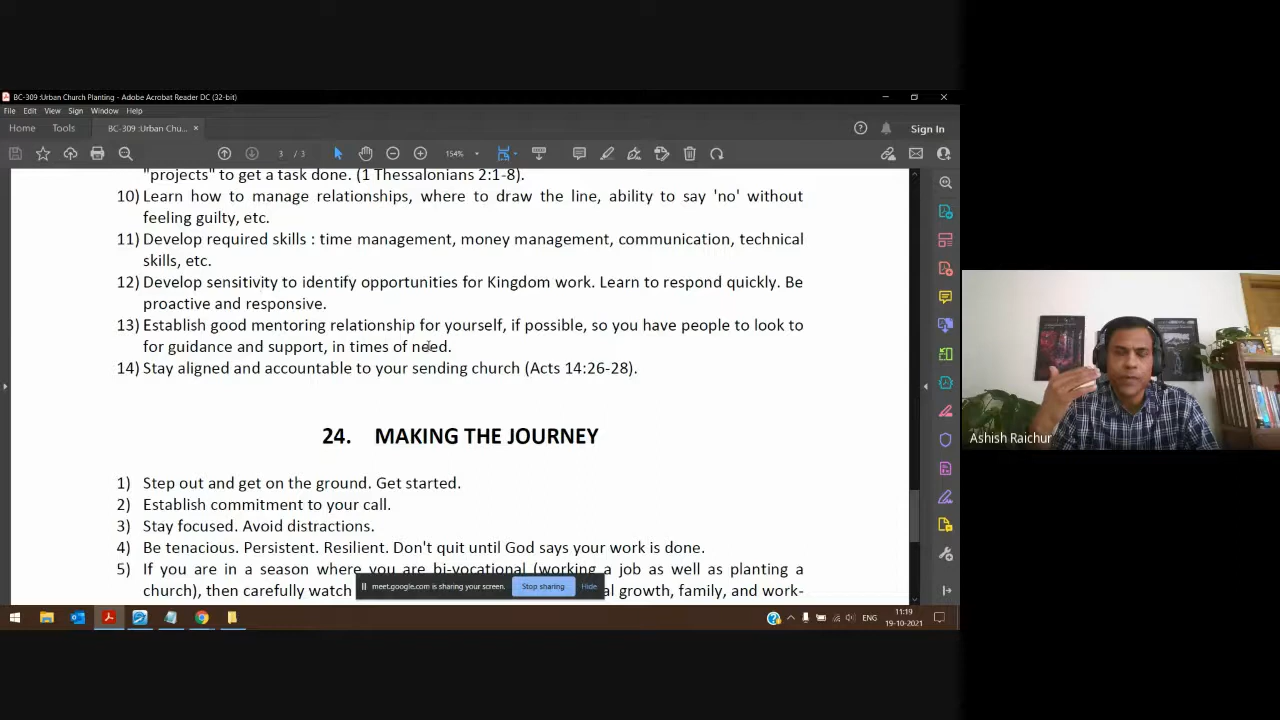 BC-309 :Urban Church Planting - Adobe Acrobat Reader DC (32-bit)
File Edit View Sign Window Help
Home Tools BC-309 :Urban Chu... × Sign In
3 / 3 154%
"projects" to get a task done. (1 Thessalonians 2:1-8).
10) Learn how to manage relationships, where to draw the line, ability to say 'no' without
feeling guilty, etc.
11) Develop required skills : time management, money management, communication, technical
skills, etc.
12) Develop sensitivity to identify opportunities for Kingdom work. Learn to respond quickly. Be
proactive and responsive.
13) Establish good mentoring relationship for yourself, if possible, so you have people to look to
for guidance and support, in times of need.
14) Stay aligned and accountable to your sending church (Acts 14:26-28).
24. MAKING THE JOURNEY
1) Step out and get on the ground. Get started.
2) Establish commitment to your call.
3) Stay focused. Avoid distractions.
4) Be tenacious. Persistent. Resilient. Don't quit until God says your work is done.
5) If you are in a season where you are bi-vocational (working a job as well as planting a
church), then carefully watch
al growth, family, and work-
meet.google.com is sharing your screen. Stop sharing Hide
Ashish Raichur
ENG
11:19
19-10-2021